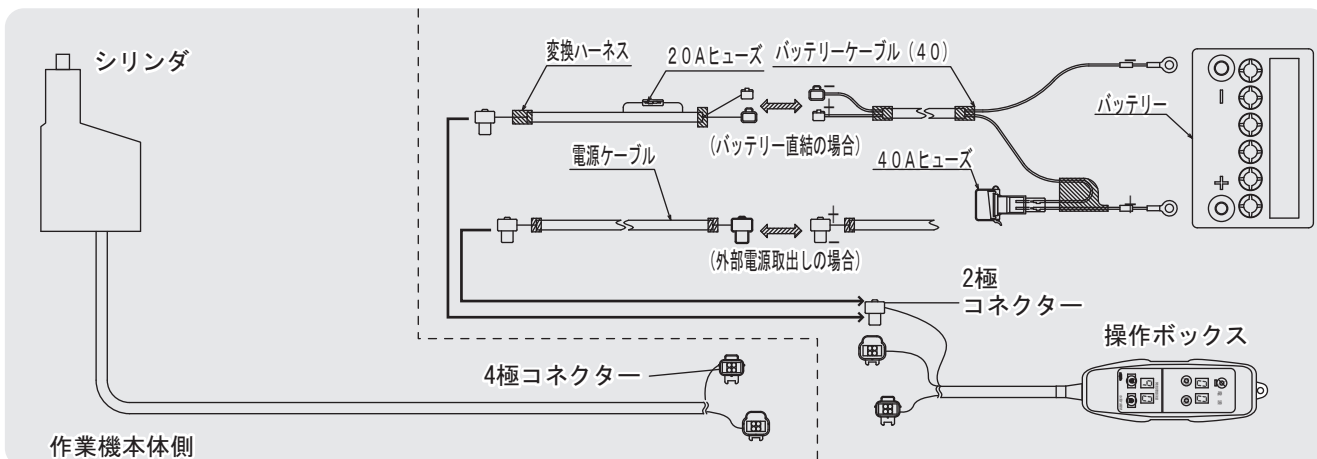 シリンダ
変換ハーネス
20Aヒューズ
バッテリーケーブル(40)
バッテリー
(バッテリー直結の場合)
40Aヒューズ
電源ケーブル
(外部電源取出しの場合)
2極
コネクター
操作ボックス
4極コネクター
作業機本体側